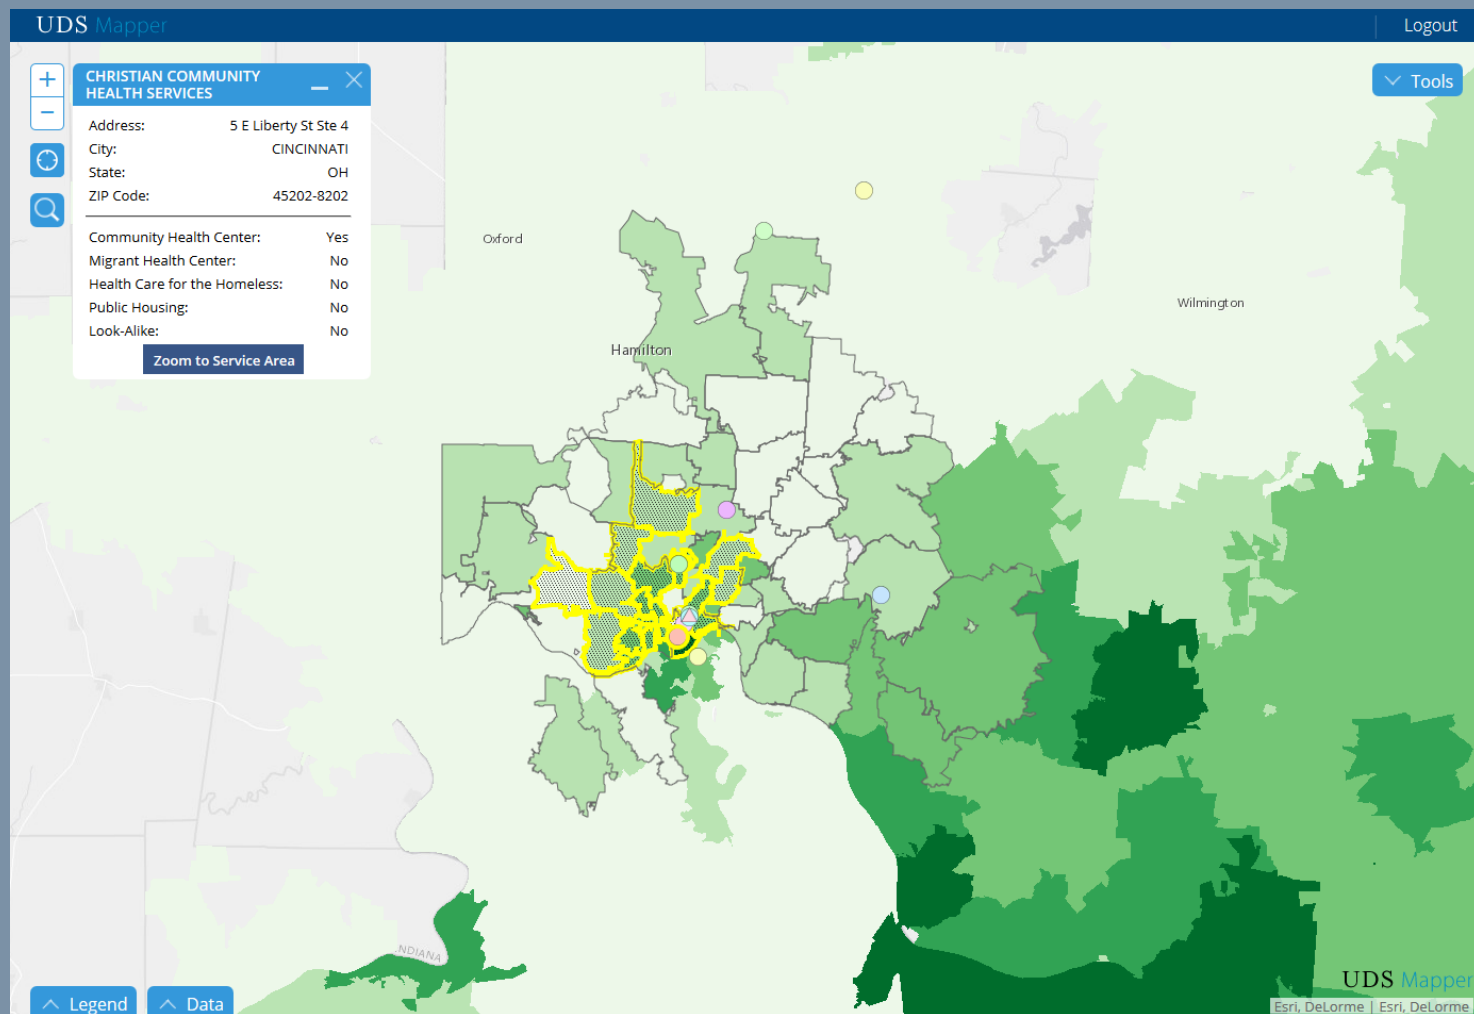 UDS Mapper
Logout
+
CHRISTIAN COMMUNITY
HEALTH SERVICES
Tools
−
Address: 5 E Liberty St Ste 4
City: CINCINNATI
State: OH
ZIP Code: 45202-8202
Community Health Center: Yes
Migrant Health Center: No
Health Care for the Homeless: No
Public Housing: No
Look-Alike: No
Zoom to Service Area
Oxford
Wilmington
Hamilton
NDIANA
UDS Mapper
Legend
Data
Esri, DeLorme | Esri, DeLorme